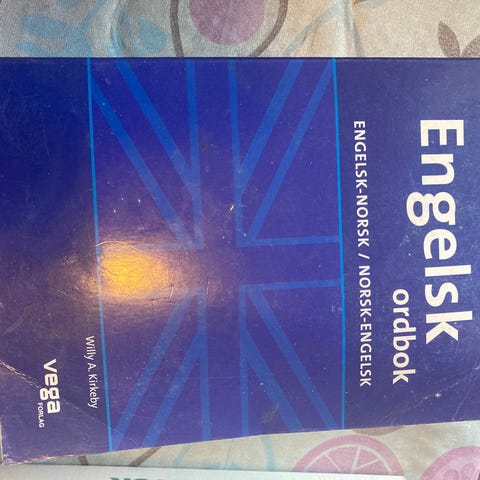 Engelsk
ordbok
ENGELSK-NORSK / NORSK-ENGELSK
Willy A. Kirkeby
vega
FORLAG